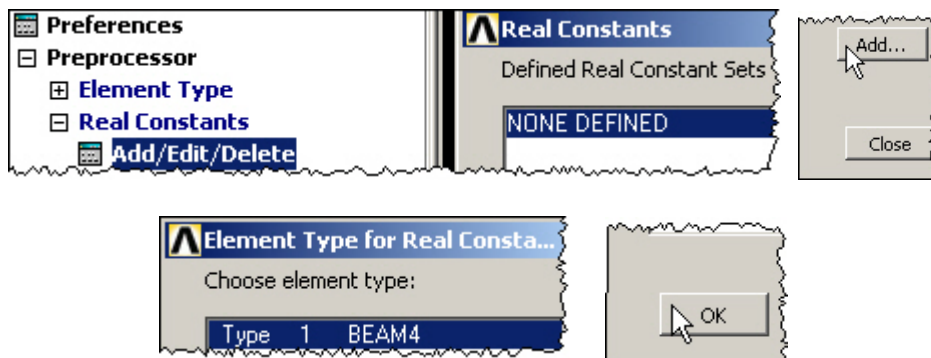 Preferences
Preprocessor
Element Type
Real Constants
Add/Edit/Delete
Real Constants
Defined Real Constant Sets
NONE DEFINED
Add...
Close
Element Type for Real Consta...
Choose element type:
Type 1 BEAM4
OK